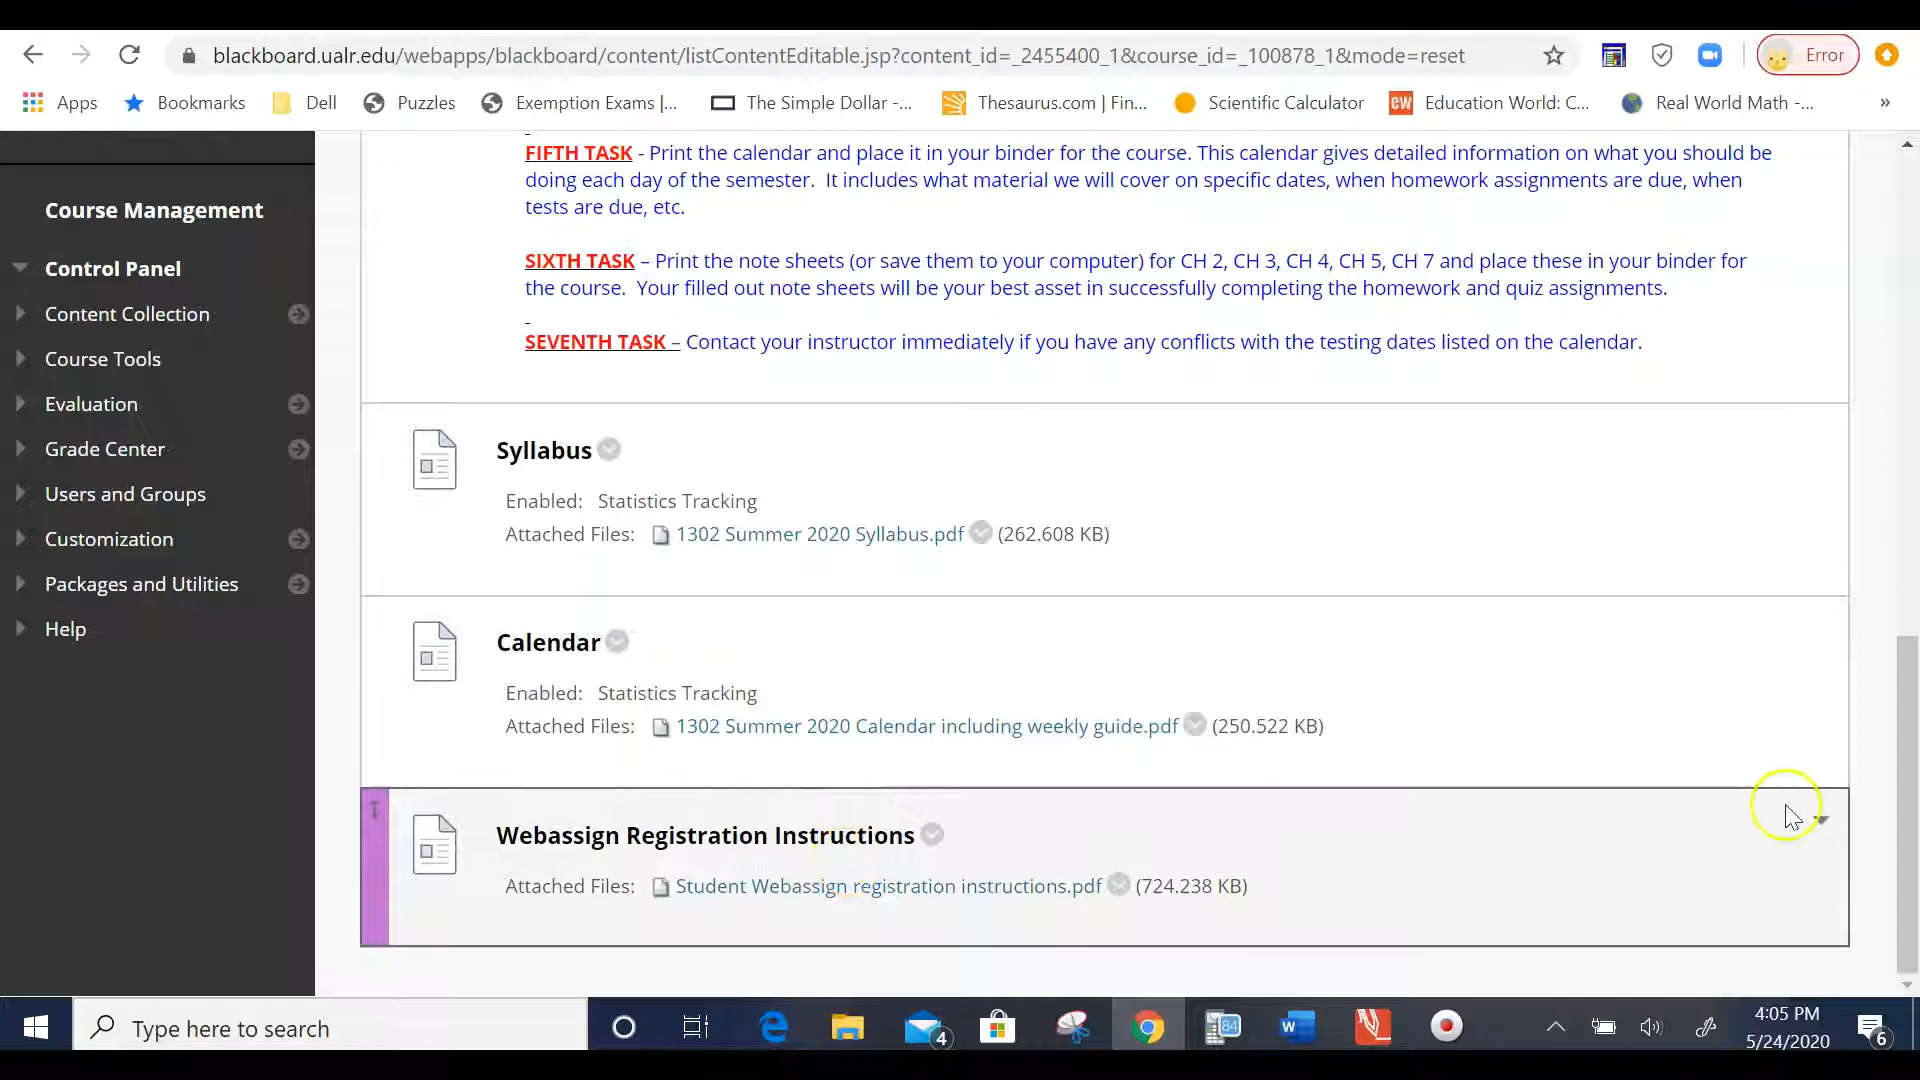 blackboard.ualr.edu/webapps/blackboard/content/listContentEditable.jsp?content_id=_2455400_1&course_id=_100878_1&mode=reset
Error
Apps
Bookmarks
Dell
Puzzles
Exemption Exams |...
The Simple Dollar -...
Thesaurus.com | Fin...
Scientific Calculator
ew
Education World: C...
Real World Math -...
»
Course Management
Control Panel
Content Collection
Course Tools
Evaluation
Grade Center
Users and Groups
Customization
Packages and Utilities
Help
FIFTH TASK - Print the calendar and place it in your binder for the course. This calendar gives detailed information on what you should be
doing each day of the semester. It includes what material we will cover on specific dates, when homework assignments are due, when
tests are due, etc.
SIXTH TASK – Print the note sheets (or save them to your computer) for CH 2, CH 3, CH 4, CH 5, CH 7 and place these in your binder for
the course. Your filled out note sheets will be your best asset in successfully completing the homework and quiz assignments.
SEVENTH TASK – Contact your instructor immediately if you have any conflicts with the testing dates listed on the calendar.
Syllabus
Enabled: Statistics Tracking
Attached Files: 1302 Summer 2020 Syllabus.pdf (262.608 KB)
Calendar
Enabled: Statistics Tracking
Attached Files: 1302 Summer 2020 Calendar including weekly guide.pdf (250.522 KB)
Webassign Registration Instructions
Attached Files: Student Webassign registration instructions.pdf (724.238 KB)
Type here to search
4
84
W
4:05 PM
5/24/2020
6